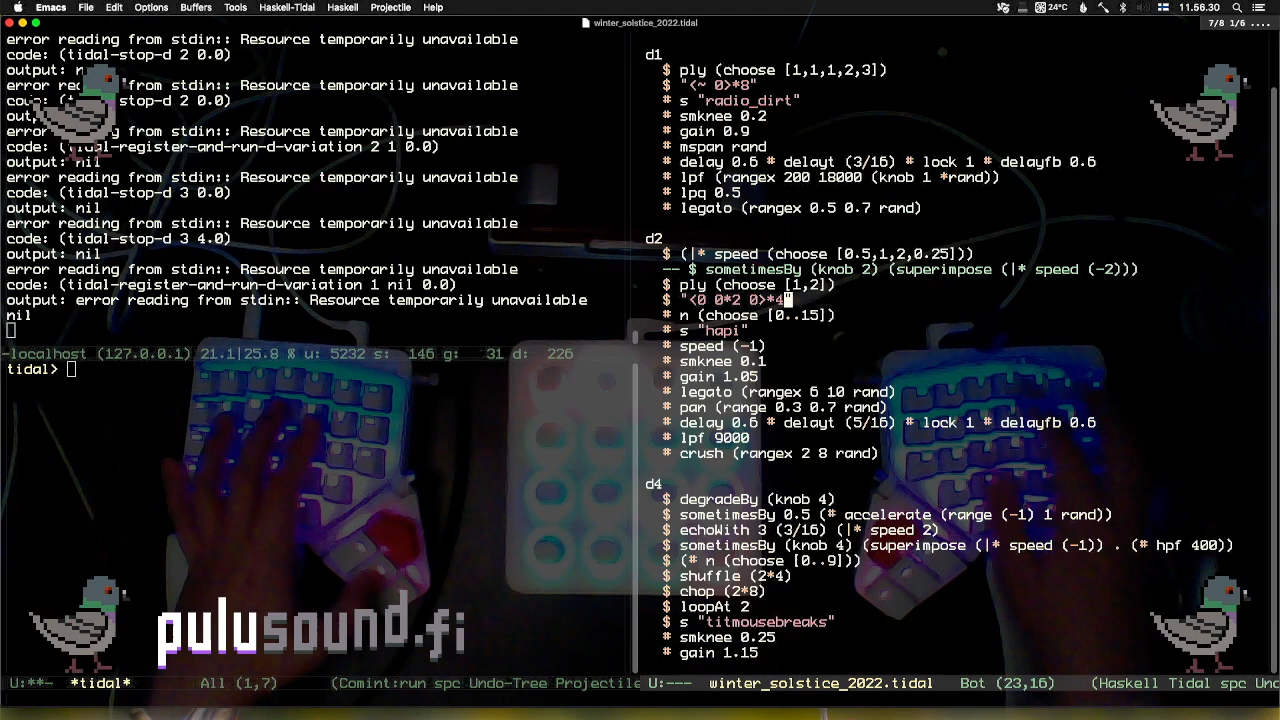 Emacs File Edit Options Buffers Tools Haskell-Tidal Haskell Projectile Help 24°C 11.56.30
winter_solstice_2022.tidal
7/8 1/6 ....
error reading from stdin:: Resource temporarily unavailable
code: (tidal-stop-d 2 0.0)
output: n
error rea from stdin:: Resource temporarily unavailable
tidal-stop-d 2 0.0)
out
error r from stdin:: Resource temporarily unavailable
code: (tidal-register-and-run-d-variation 2 1 0.0)
output: nil
error reading from stdin:: Resource temporarily unavailable
code: (tidal-stop-d 3 0.0)
output: nil
error reading from stdin:: Resource temporarily unavailable
code: (tidal-stop-d 3 4.0)
output: nil
error reading from stdin:: Resource temporarily unavailable
code: (tidal-register-and-run-d-variation 1 nil 0.0)
output: error reading from stdin:: Resource temporarily unavailable
nil
-localhost (127.0.0.1) 21.1|25.8 % u: 5232 s: 146 g: 31 d: 226
tidal>
U:**- *tidal* All (1,7) (Comint:run spc Undo-Tree Projectile
d1
$ ply (choose [1,1,1,2,3])
$ "<~ 0>*8"
# s "radio_dirt"
# smknee 0.2
# gain 0.9
# mspan rand
# delay 0.6 # delayt (3/16) # lock 1 # delayfb 0.6
# lpf (rangex 200 18000 (knob 1 *rand))
# lpq 0.5
# legato (rangex 0.5 0.7 rand)
d2
$ (|* speed (choose [0.5,1,2,0.25]))
-- $ sometimesBy (knob 2) (superimpose (|* speed (-2)))
$ ply (choose [1,2])
$ "<0 0*2 0>*4"
# n (choose [0..15])
# s "hapi"
# speed (-1)
# smknee 0.1
# gain 1.05
# legato (rangex 6 10 rand)
# pan (range 0.3 0.7 rand)
# delay 0.6 # delayt (5/16) # lock 1 # delayfb 0.6
# lpf 9000
# crush (rangex 2 8 rand)
d4
$ degradeBy (knob 4)
$ sometimesBy 0.5 (# accelerate (range (-1) 1 rand))
$ echoWith 3 (3/16) (|* speed 2)
$ sometimesBy (knob 4) (superimpose (|* speed (-1)) . (# hpf 400))
$ (# n (choose [0..9]))
$ shuffle (2*4)
$ chop (2*8)
$ loopAt 2
$ s "titmousebreaks"
# smknee 0.25
# gain 1.15
U:--- winter_solstice_2022.tidal Bot (23,16) (Haskell Tidal spc Und
pulusound.fi